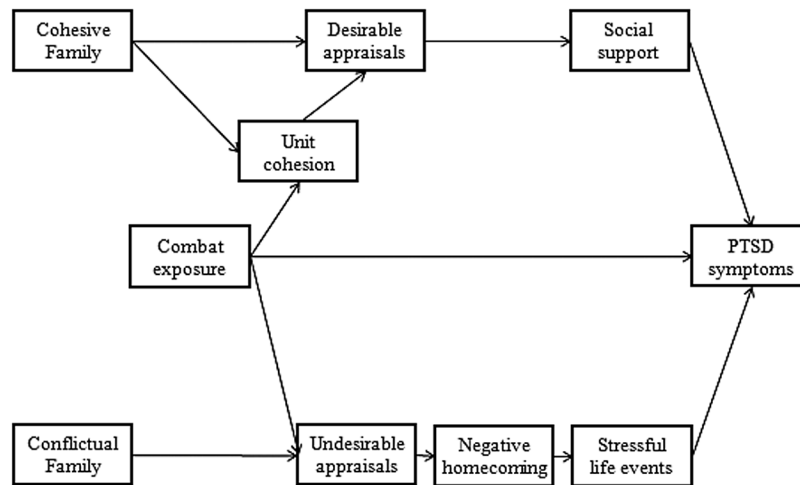 Cohesive
Family
Desirable
appraisals
Social
support
Unit
cohesion
Combat
exposure
PTSD
symptoms
Conflictual
Family
Undesirable
appraisals
Negative
homecoming
Stressful
life events